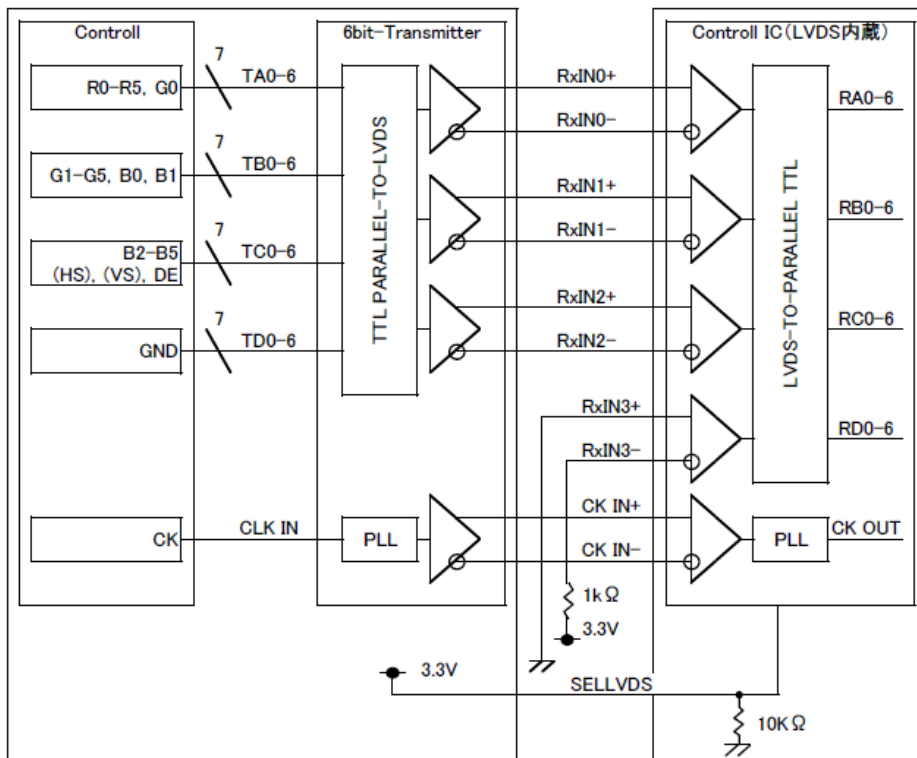 Controll
6bit-Transmitter
Controll IC(LVDS内蔵)
R0-R5, G0
7
TA0-6
RxIN0+
RxIN0-
RA0-6
G1-G5, B0, B1
7
TB0-6
RxIN1+
RxIN1-
RB0-6
B2-B5
(HS), (VS), DE
7
TC0-6
RxIN2+
RxIN2-
RC0-6
GND
7
TD0-6
RxIN3+
RxIN3-
RD0-6
TTL PARALLEL-TO-LVDS
LVDS-TO-PARALLEL TTL
CK
CLK IN
PLL
CK IN+
CK IN-
PLL
CK OUT
1kΩ
3.3V
3.3V
SELLVDS
10KΩ